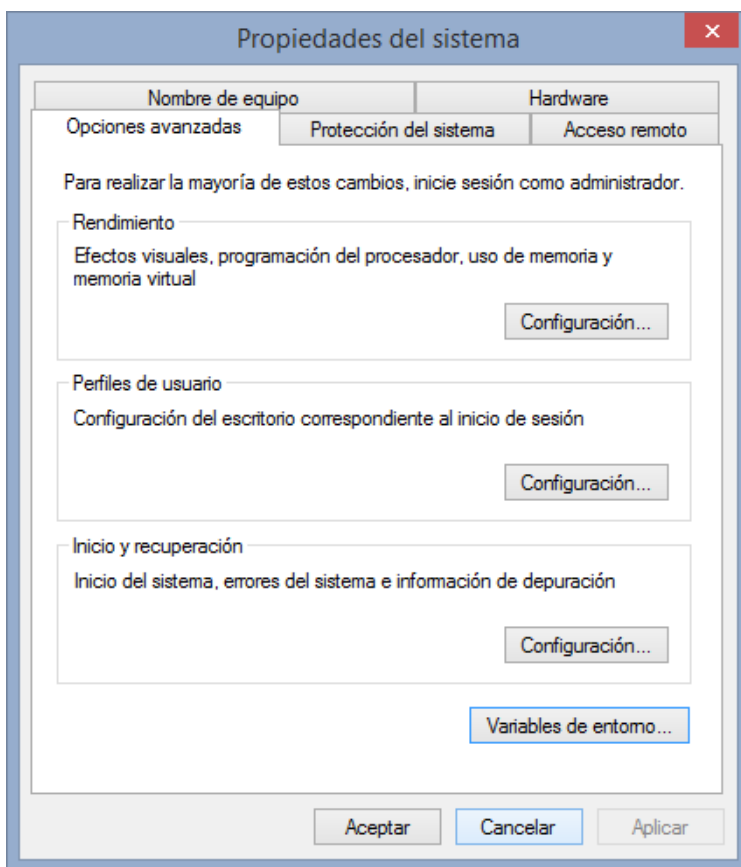 Propiedades del sistema
Nombre de equipo
Hardware
Opciones avanzadas
Protección del sistema
Acceso remoto
Para realizar la mayoría de estos cambios, inicie sesión como administrador.
Rendimiento
Efectos visuales, programación del procesador, uso de memoria y
memoria virtual
Configuración...
Perfiles de usuario
Configuración del escritorio correspondiente al inicio de sesión
Configuración...
Inicio y recuperación
Inicio del sistema, errores del sistema e información de depuración
Configuración...
Variables de entorno...
Aceptar
Cancelar
Aplicar